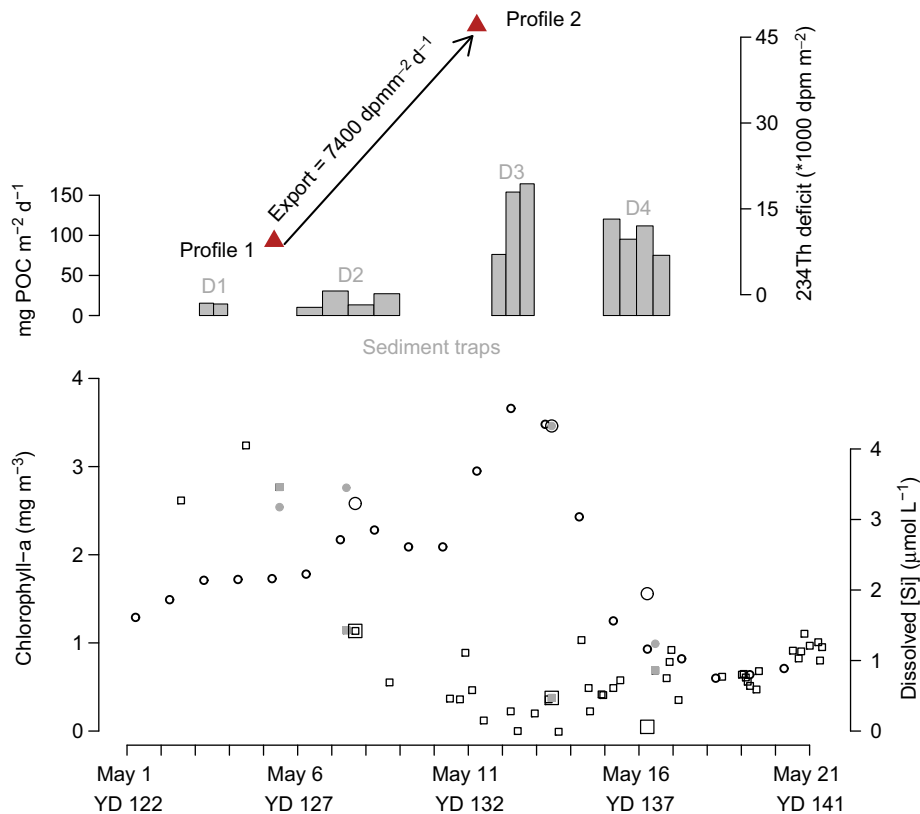 Profile 2
45
30
15
0
234Th deficit (*1000 dpm m⁻²)
Export = 7400 dpmm⁻² d⁻¹
Profile 1
150
100
50
0
mg POC m⁻² d⁻¹
D1
D2
D3
D4
Sediment traps
4
3
2
1
0
Chlorophyll−a (mg m⁻³)
4
3
2
1
0
Dissolved [Si] (μmol L⁻¹)
May 1 May 6 May 11 May 16 May 21
YD 122 YD 127 YD 132 YD 137 YD 141